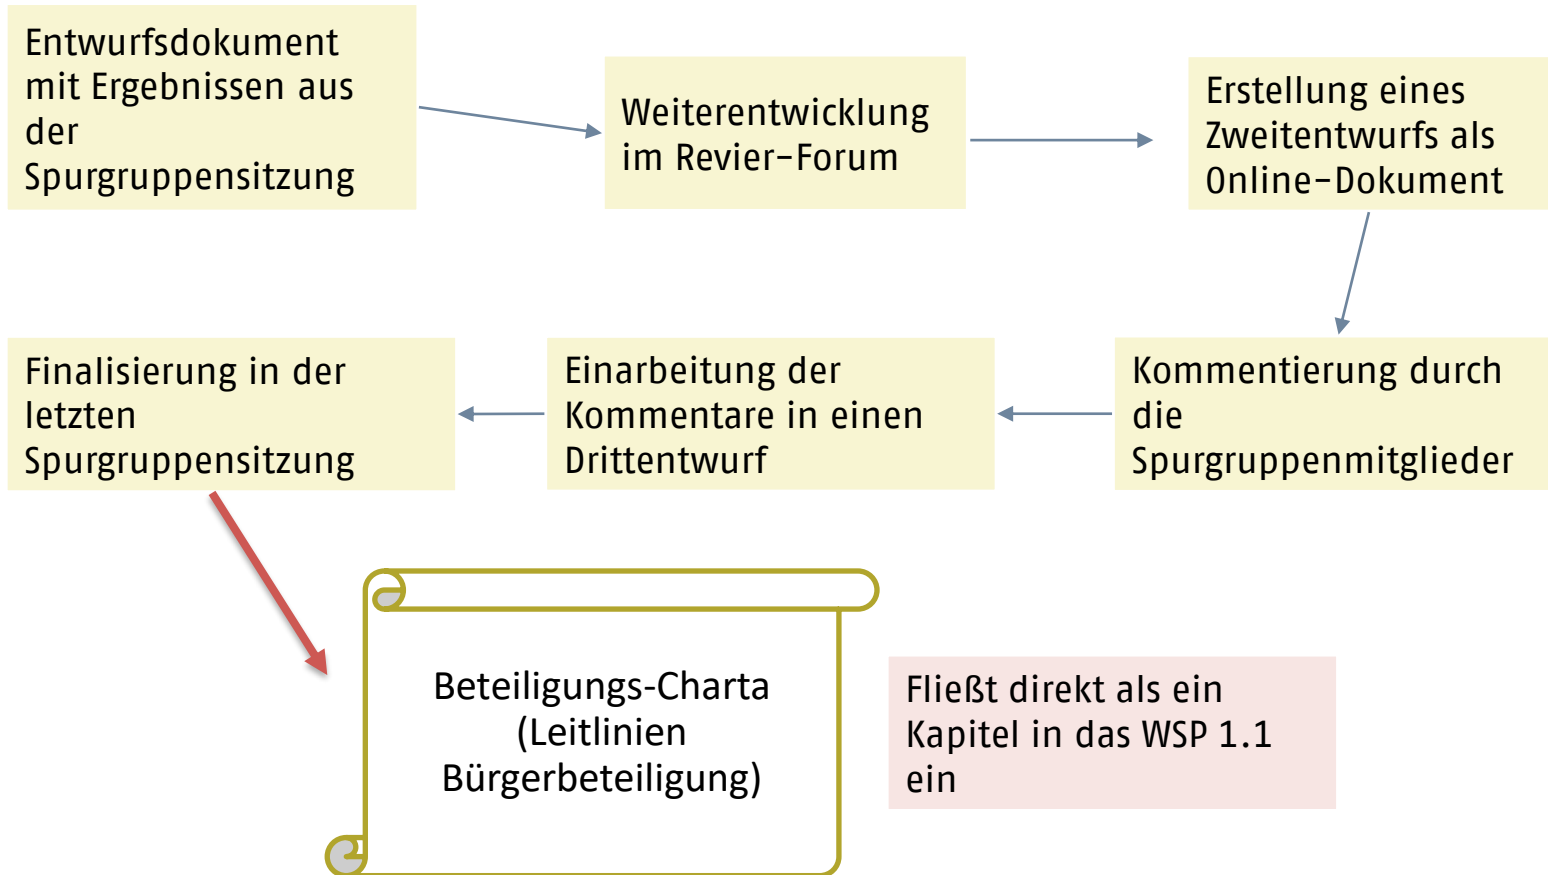 Entwurfsdokument
mit Ergebnissen aus
der
Spurgruppensitzung
Weiterentwicklung
im Revier-Forum
Erstellung eines
Zweitentwurfs als
Online-Dokument
Kommentierung durch
die
Spurgruppenmitglieder
Einarbeitung der
Kommentare in einen
Drittentwurf
Finalisierung in der
letzten
Spurgruppensitzung
Beteiligungs-Charta
(Leitlinien
Bürgerbeteiligung)
Fließt direkt als ein
Kapitel in das WSP 1.1
ein